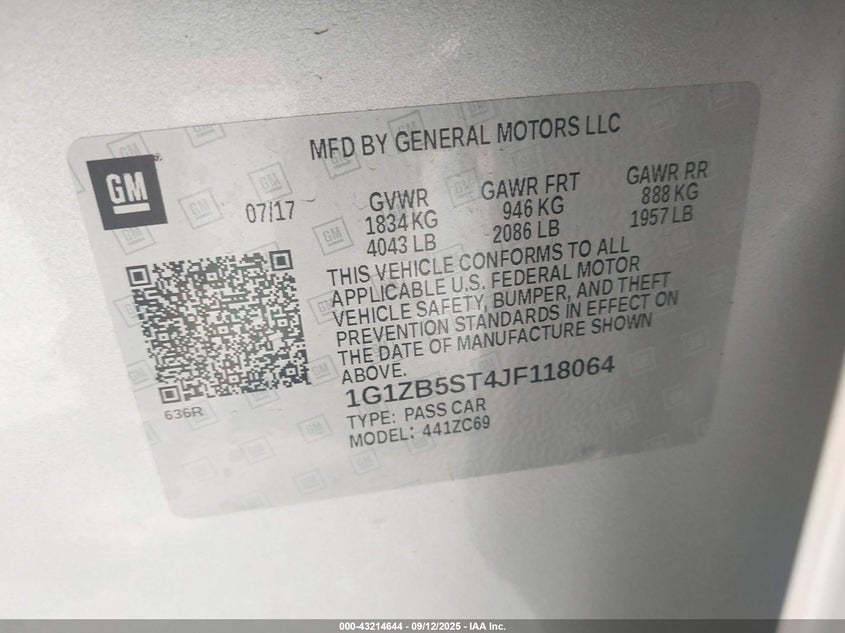 MFD BY GENERAL MOTORS LLC
GM
®
07/17
GVWR
1834 KG
4043 LB
GAWR FRT
946 KG
2086 LB
GAWR RR
888 KG
1957 LB
THIS VEHICLE CONFORMS TO ALL
APPLICABLE U.S. FEDERAL MOTOR
VEHICLE SAFETY, BUMPER, AND THEFT
PREVENTION STANDARDS IN EFFECT ON
THE DATE OF MANUFACTURE SHOWN
ABOVE.
636R
1G1ZB5ST4JF118064
TYPE: PASS CAR
MODEL: 441ZC69
000-43214644 - 09/12/2025 - IAA Inc.